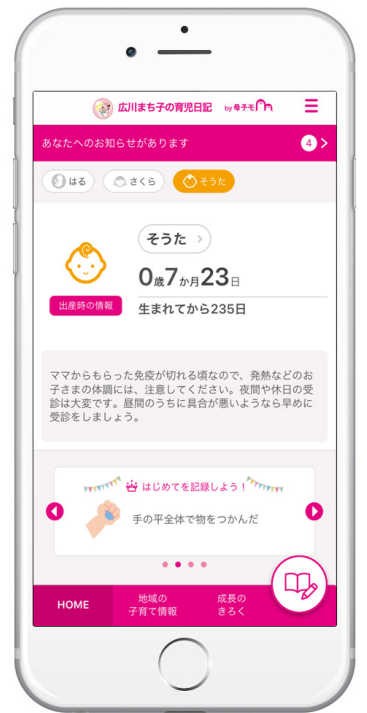 広川まち子の育児日記 by 母子モ
あなたへのお知らせがあります 4
はる さくら そうた
そうた
0歳7か月23日
出産時の情報
生まれてから235日
ママからもらった免疫が切れる頃なので、発熱などのお
子さまの体調には、注意してください。夜間や休日の受
診は大変です。昼間のうちに具合が悪いようなら早めに
受診をしましょう。
はじめてを記録しよう！
手の平全体で物をつかんだ
HOME
地域の
子育て情報
成長の
きろく